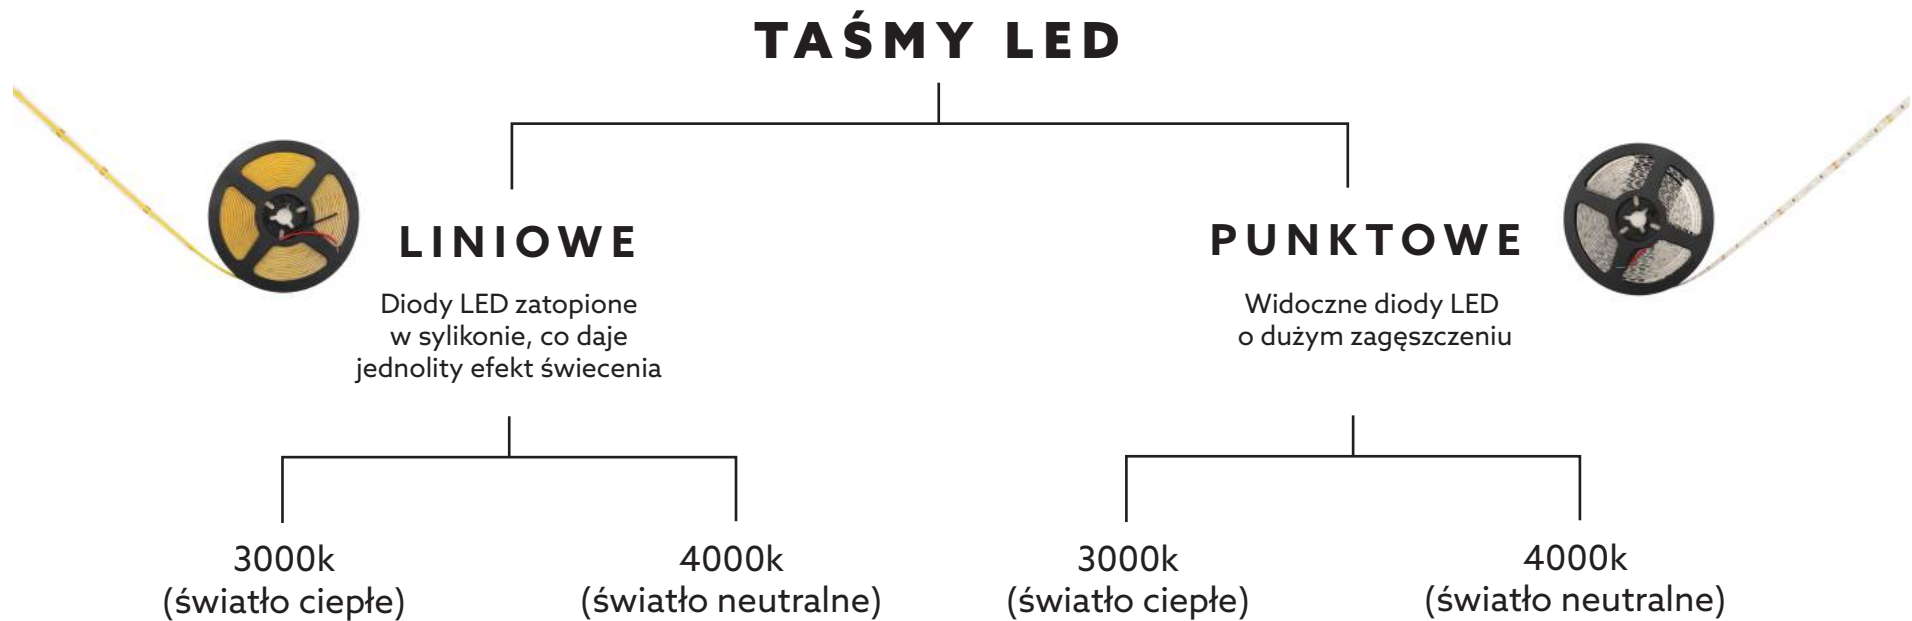 TAŚMY LED
LINIOWE
Diody LED zatopione
w sylikonie, co daje
jednolity efekt świecenia
PUNKTOWE
Widoczne diody LED
o dużym zagęszczeniu
3000k
(światło ciepłe)
4000k
(światło neutralne)
3000k
(światło ciepłe)
4000k
(światło neutralne)